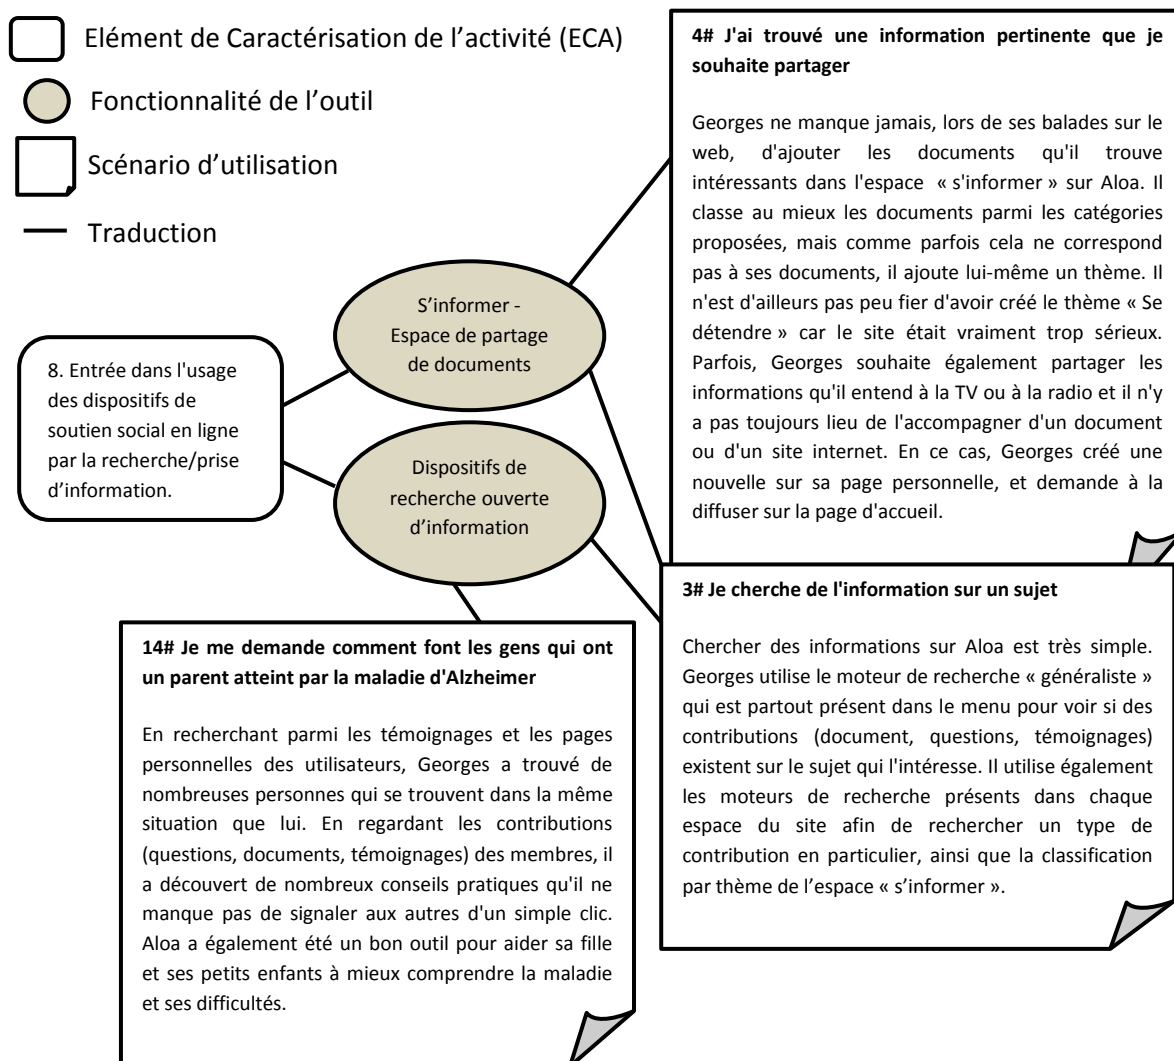 Elément de Caractérisation de l'activité (ECA)
Fonctionnalité de l'outil
Scénario d'utilisation
Traduction
8. Entrée dans l'usage
des dispositifs de
soutien social en ligne
par la recherche/prise
d'information.
S'informer -
Espace de partage
de documents
Dispositifs de
recherche ouverte
d'information
4# J'ai trouvé une information pertinente que je
souhaite partager
Georges ne manque jamais, lors de ses balades sur le
web, d'ajouter les documents qu'il trouve
intéressants dans l'espace « s'informer » sur Aloa. Il
classe au mieux les documents parmi les catégories
proposées, mais comme parfois cela ne correspond
pas à ses documents, il ajoute lui-même un thème. Il
n'est d'ailleurs pas peu fier d'avoir créé le thème « Se
détendre » car le site était vraiment trop sérieux.
Parfois, Georges souhaite également partager les
informations qu'il entend à la TV ou à la radio et il n'y
a pas toujours lieu de l'accompagner d'un document
ou d'un site internet. En ce cas, Georges créé une
nouvelle sur sa page personnelle, et demande à la
diffuser sur la page d'accueil.
3# Je cherche de l'information sur un sujet
Chercher des informations sur Aloa est très simple.
Georges utilise le moteur de recherche « généraliste »
qui est partout présent dans le menu pour voir si des
contributions (document, questions, témoignages)
existent sur le sujet qui l'intéresse. Il utilise également
les moteurs de recherche présents dans chaque
espace du site afin de rechercher un type de
contribution en particulier, ainsi que la classification
par thème de l'espace « s'informer ».
14# Je me demande comment font les gens qui ont
un parent atteint par la maladie d'Alzheimer
En recherchant parmi les témoignages et les pages
personnelles des utilisateurs, Georges a trouvé de
nombreuses personnes qui se trouvent dans la même
situation que lui. En regardant les contributions
(questions, documents, témoignages) des membres, il
a découvert de nombreux conseils pratiques qu'il ne
manque pas de signaler aux autres d'un simple clic.
Aloa a également été un bon outil pour aider sa fille
et ses petits enfants à mieux comprendre la maladie
et ses difficultés.